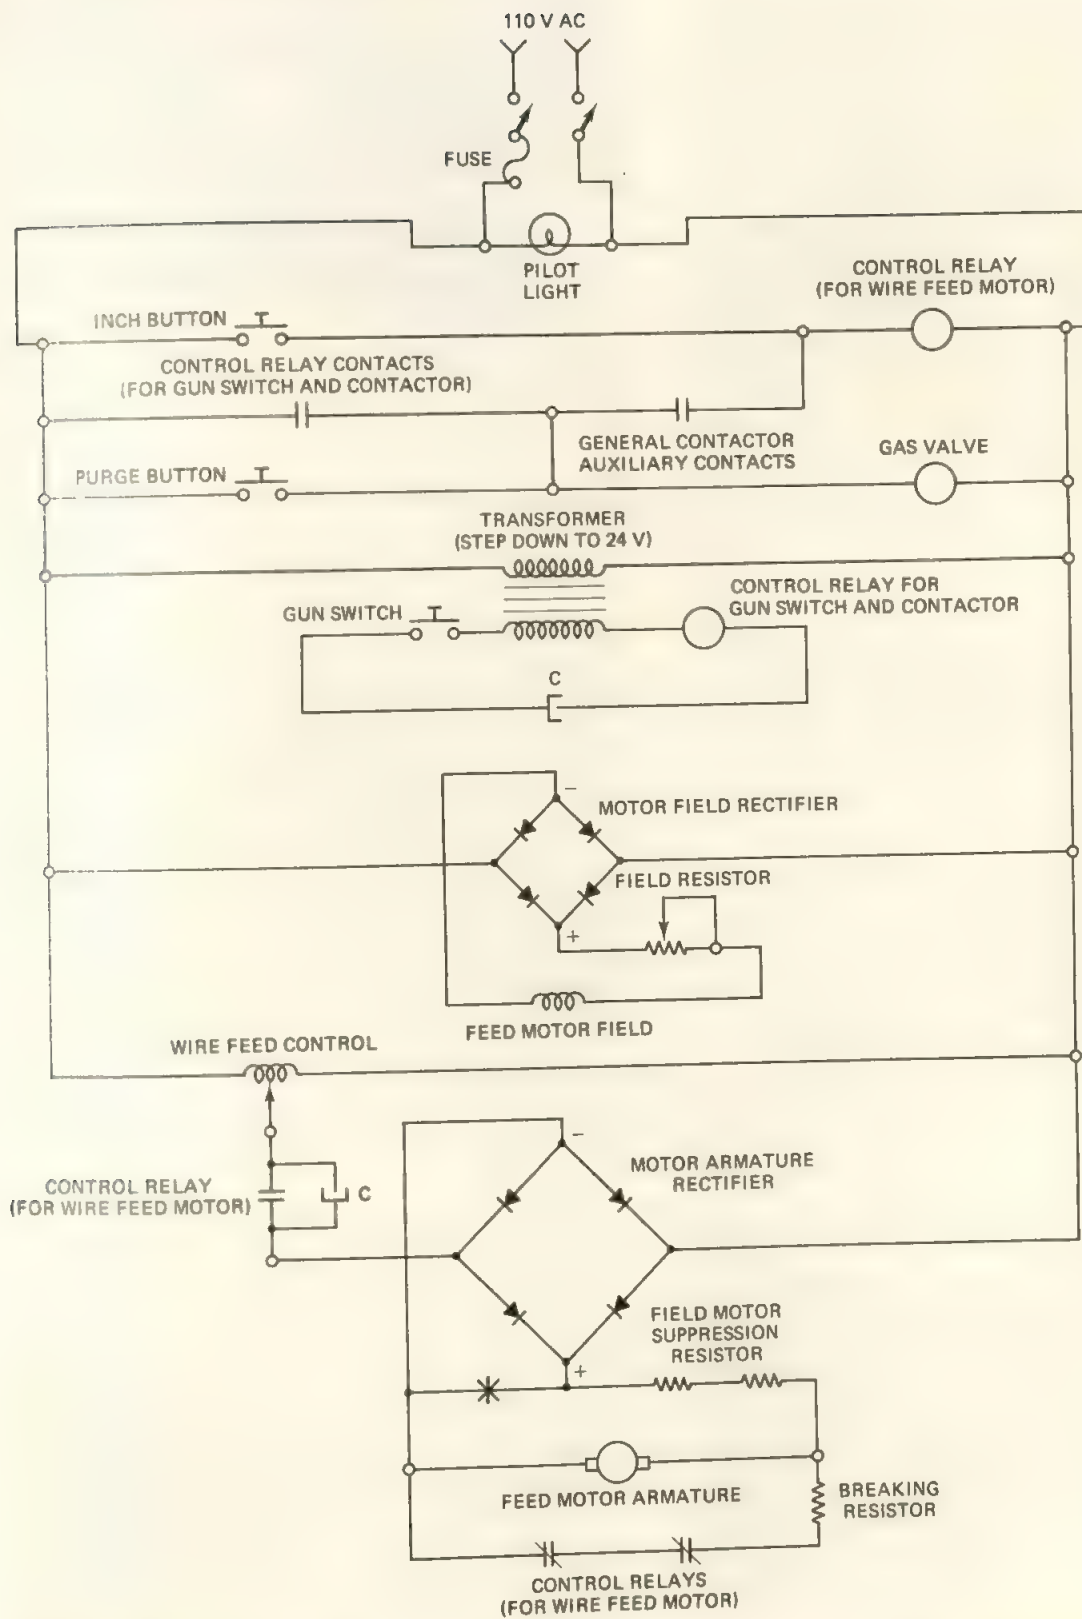 110 V AC
FUSE
PILOT
LIGHT
CONTROL RELAY
(FOR WIRE FEED MOTOR)
INCH BUTTON
CONTROL RELAY CONTACTS
(FOR GUN SWITCH AND CONTACTOR)
GENERAL CONTACTOR
AUXILIARY CONTACTS
GAS VALVE
PURGE BUTTON
TRANSFORMER
(STEP DOWN TO 24 V)
GUN SWITCH
CONTROL RELAY FOR
GUN SWITCH AND CONTACTOR
C
−
MOTOR FIELD RECTIFIER
FIELD RESISTOR
+
FEED MOTOR FIELD
WIRE FEED CONTROL
−
MOTOR ARMATURE
RECTIFIER
CONTROL RELAY
(FOR WIRE FEED MOTOR)
C
FIELD MOTOR
SUPPRESSION
RESISTOR
+
FEED MOTOR ARMATURE
BREAKING
RESISTOR
CONTROL RELAYS
(FOR WIRE FEED MOTOR)